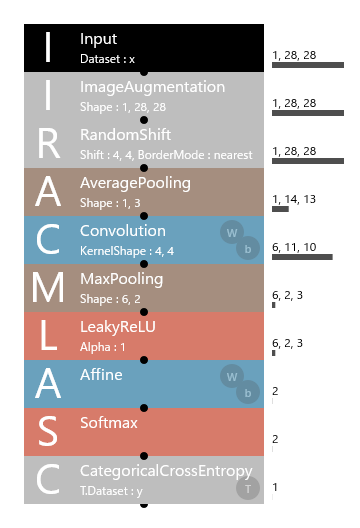 I Input 1, 28, 28
Dataset : x
I ImageAugmentation 1, 28, 28
Shape : 1, 28, 28
R RandomShift 1, 28, 28
Shift : 4, 4, BorderMode : nearest
A AveragePooling 1, 14, 13
Shape : 1, 3
C Convolution W 6, 11, 10
KernelShape : 4, 4 b
M MaxPooling 6, 2, 3
Shape : 6, 2
L LeakyReLU 6, 2, 3
Alpha : 1
A Affine W b 2
S Softmax 2
C CategoricalCrossEntropy 1
T.Dataset : y T